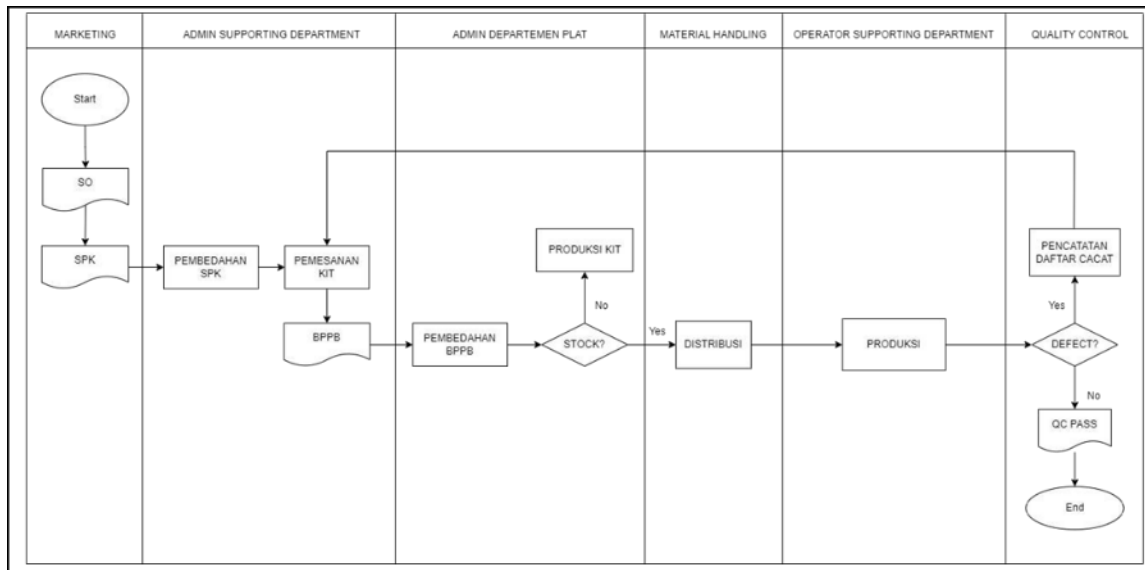 MARKETING
ADMIN SUPPORTING DEPARTMENT
ADMIN DEPARTEMEN PLAT
MATERIAL HANDLING
OPERATOR SUPPORTING DEPARTMENT
QUALITY CONTROL
Start
SO
SPK
PEMBEDAHAN
SPK
PEMESANAN
KIT
BPPB
PEMBEDAHAN
BPPB
PRODUKSI KIT
No
STOCK?
Yes
DISTRIBUSI
PRODUKSI
PENCATATAN
DAFTAR CACAT
Yes
DEFECT?
No
QC PASS
End